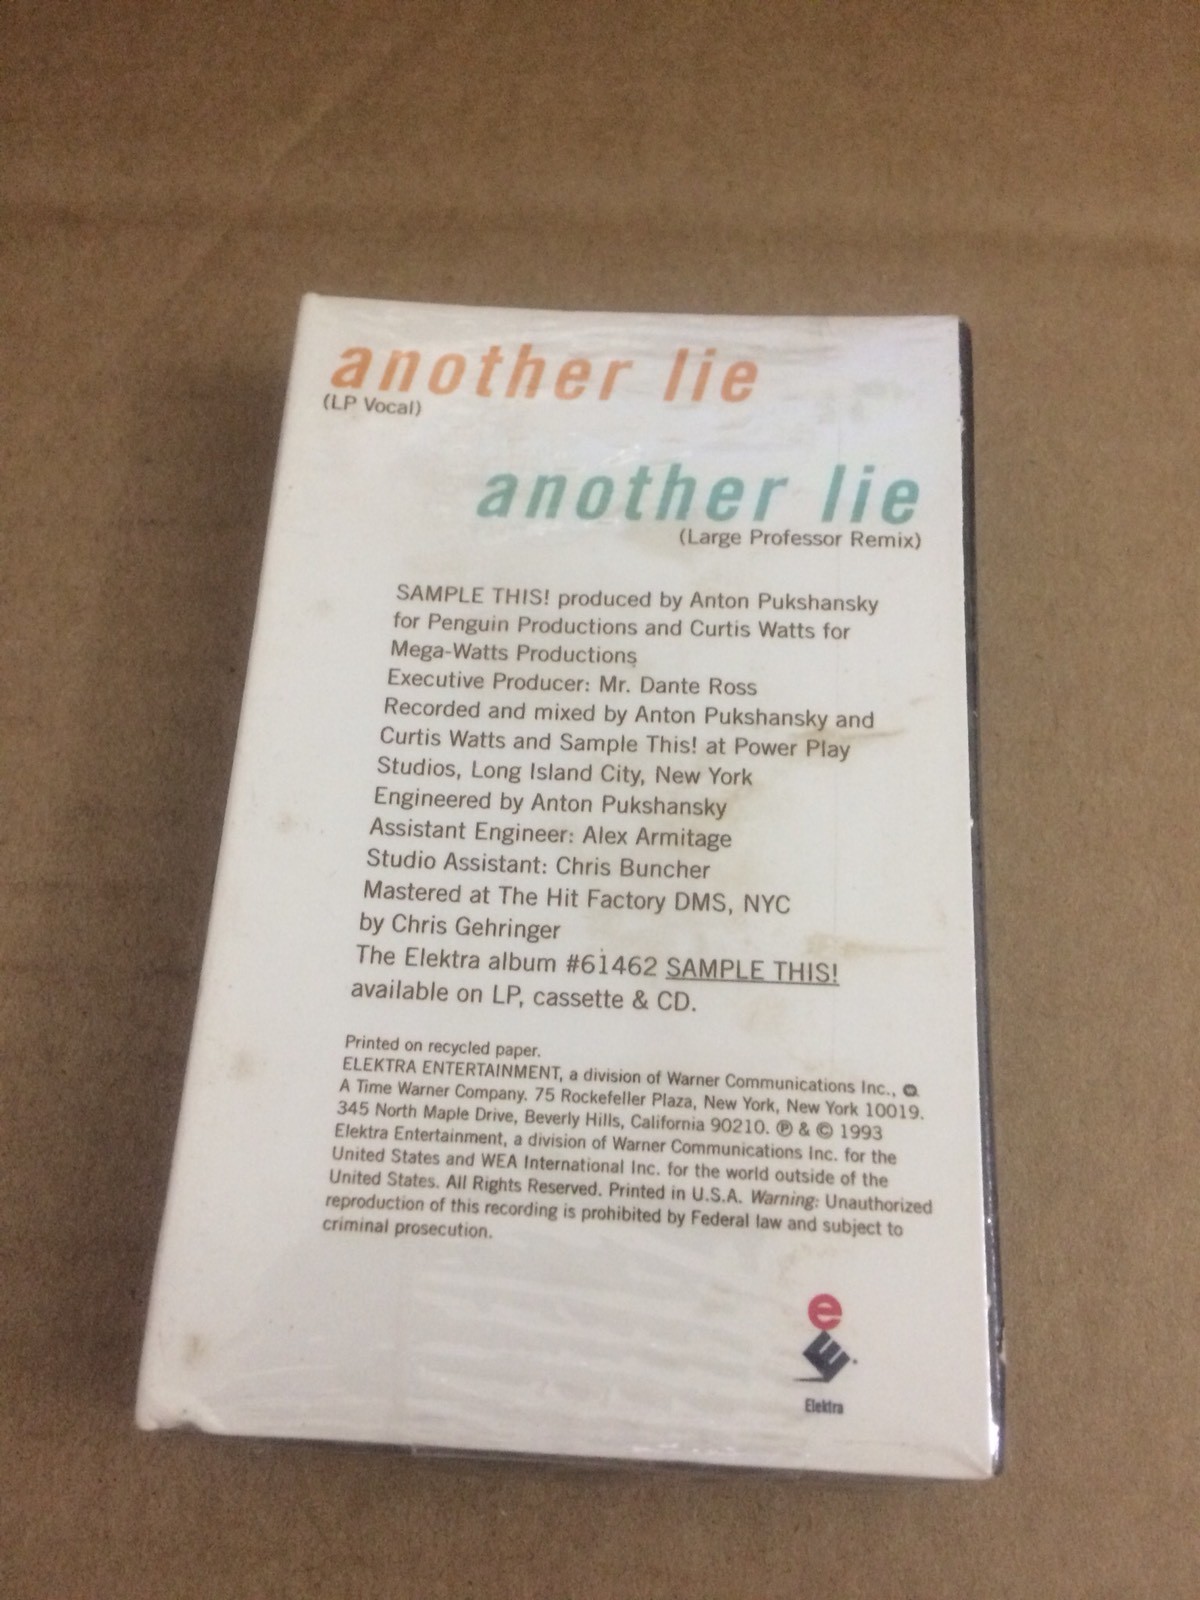 another lie
(LP Vocal)
another lie
(Large Professor Remix)
SAMPLE THIS! produced by Anton Pukshansky
for Penguin Productions and Curtis Watts for
Mega-Watts Productions
Executive Producer: Mr. Dante Ross
Recorded and mixed by Anton Pukshansky and
Curtis Watts and Sample This! at Power Play
Studios, Long Island City, New York
Engineered by Anton Pukshansky
Assistant Engineer: Alex Armitage
Studio Assistant: Chris Buncher
Mastered at The Hit Factory DMS, NYC
by Chris Gehringer
The Elektra album #61462 SAMPLE THIS!
available on LP, cassette & CD.
Printed on recycled paper.
ELEKTRA ENTERTAINMENT, a division of Warner Communications Inc.,
A Time Warner Company. 75 Rockefeller Plaza, New York, New York 10019.
345 North Maple Drive, Beverly Hills, California 90210. ℗ & © 1993
Elektra Entertainment, a division of Warner Communications Inc. for the
United States and WEA International Inc. for the world outside of the
United States. All Rights Reserved. Printed in U.S.A. Warning: Unauthorized
reproduction of this recording is prohibited by Federal law and subject to
criminal prosecution.
e
E
Elektra